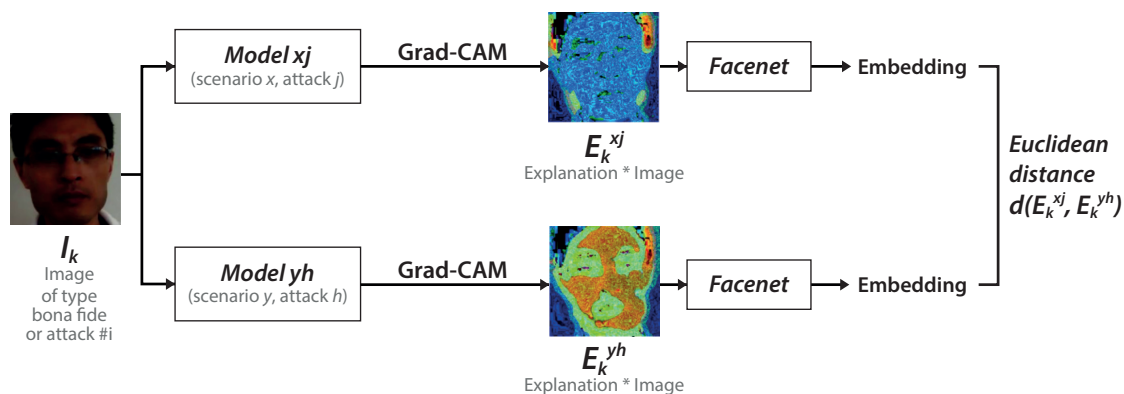 Model xj
(scenario x, attack j)
Grad-CAM
Facenet
Embedding
E_k^xj
Explanation * Image
I_k
Image
of type
bona fide
or attack #i
Euclidean
distance
d(E_k^xj, E_k^yh)
Model yh
(scenario y, attack h)
Grad-CAM
Facenet
Embedding
E_k^yh
Explanation * Image